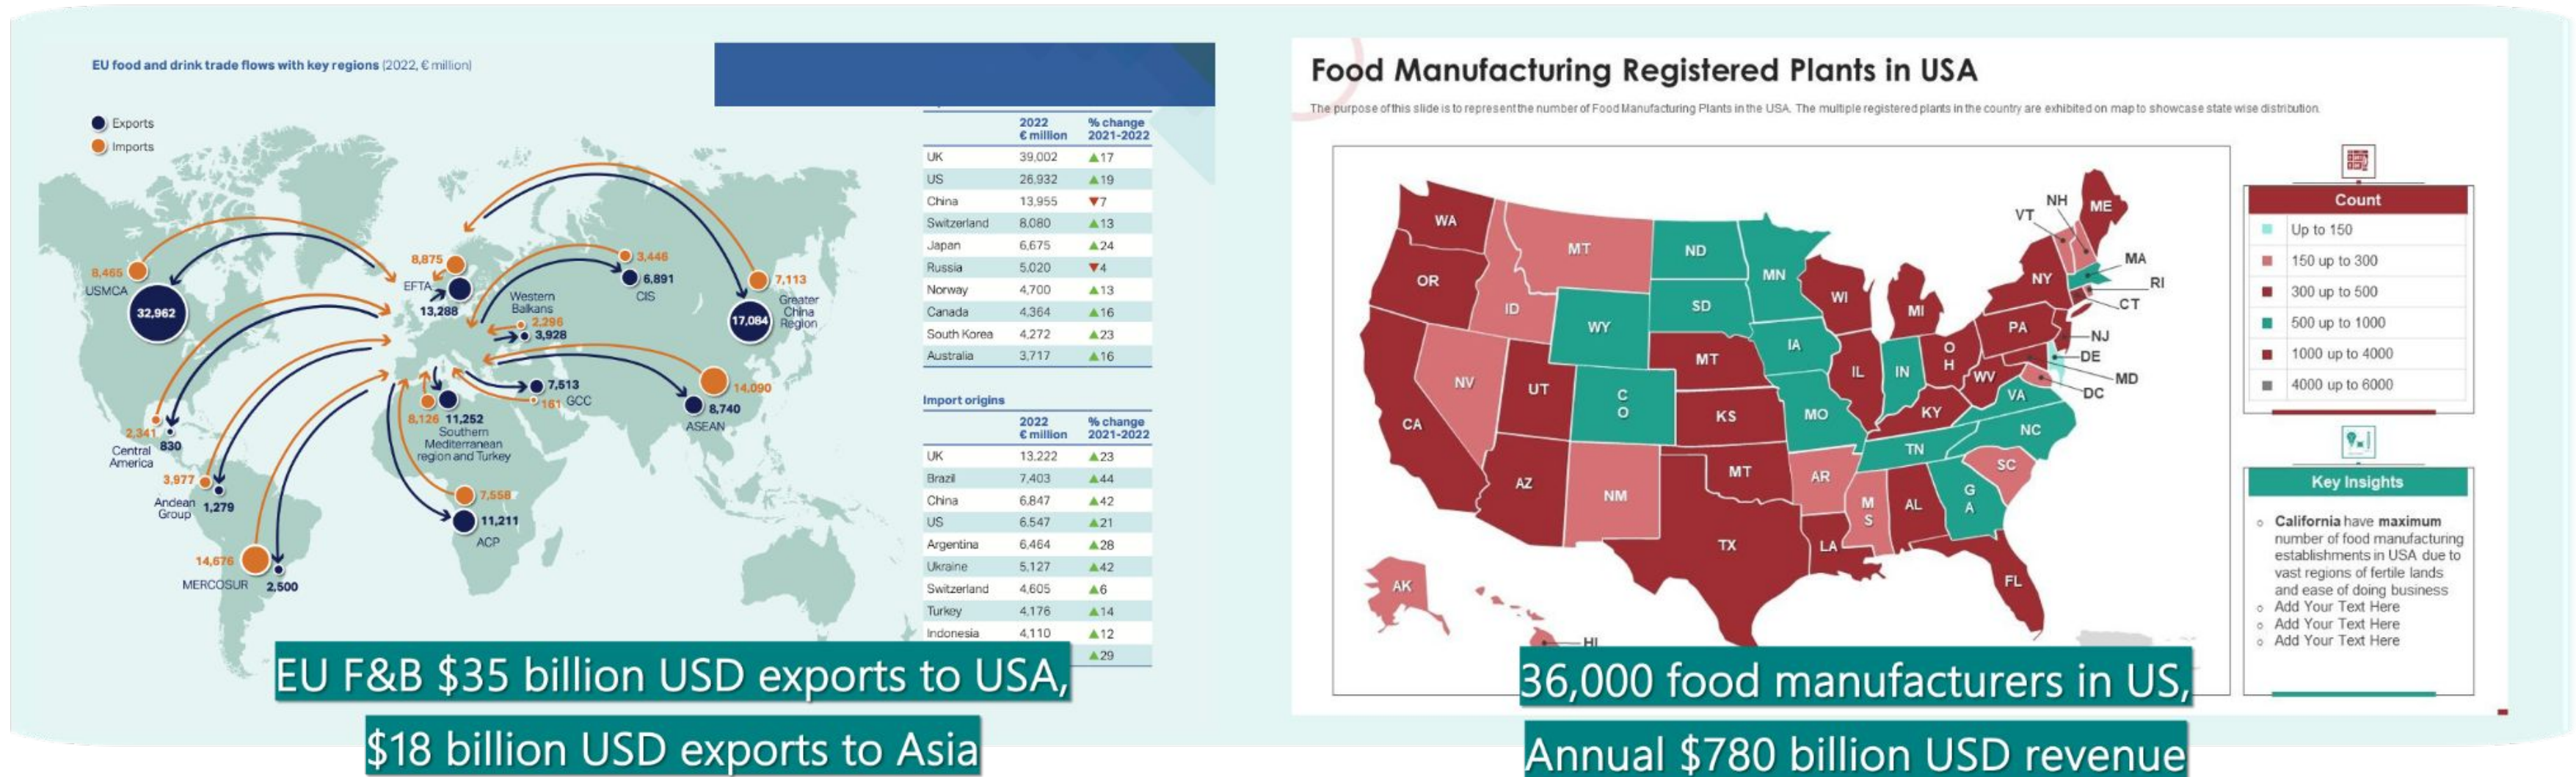 EU food and drink trade flows with key regions (2022, € million)
Exports
Imports
8,465
USMCA
32,962
8,875
EFTA
13,288
Western
Balkans
2,296
3,928
3,446
6,891
CIS
7,113
Greater
China
Region
17,084
2,341
830
Central
America
3,977
Andean
Group
1,279
14,676
MERCOSUR
2,500
8,126
11,252
Southern
Mediterranean
region and Turkey
7,513
161
GCC
14,090
8,740
ASEAN
7,558
11,211
ACP
2022 % change
€ million 2021-2022
UK 39,002 ▲17
US 26,932 ▲19
China 13,955 ▼7
Switzerland 8,080 ▲13
Japan 6,675 ▲24
Russia 5,020 ▼4
Norway 4,700 ▲13
Canada 4,364 ▲16
South Korea 4,272 ▲23
Australia 3,717 ▲16
Import origins
2022 % change
€ million 2021-2022
UK 13,222 ▲23
Brazil 7,403 ▲44
China 6,847 ▲42
US 6,547 ▲21
Argentina 6,464 ▲28
Ukraine 5,127 ▲42
Switzerland 4,605 ▲6
Turkey 4,176 ▲14
Indonesia 4,110 ▲12
▲29
EU F&B $35 billion USD exports to USA,
$18 billion USD exports to Asia
Food Manufacturing Registered Plants in USA
The purpose of this slide is to represent the number of Food Manufacturing Plants in the USA. The multiple registered plants in the country are exhibited on map to showcase state wise distribution.
WA
OR
CA
ID
NV
MT
WY
UT
AZ
CO
NM
ND
SD
MT
KS
MT
TX
MN
IA
MO
AR
LA
WI
IL
MS
MI
IN
KY
TN
AL
OH
WV
GA
FL
SC
NC
VA
PA
NY
VT
NH
ME
MA
RI
CT
NJ
DE
MD
DC
AK
HI
Count
Up to 150
150 up to 300
300 up to 500
500 up to 1000
1000 up to 4000
4000 up to 6000
Key Insights
California have maximum
number of food manufacturing
establishments in USA due to
vast regions of fertile lands
and ease of doing business
Add Your Text Here
Add Your Text Here
Add Your Text Here
36,000 food manufacturers in US,
Annual $780 billion USD revenue